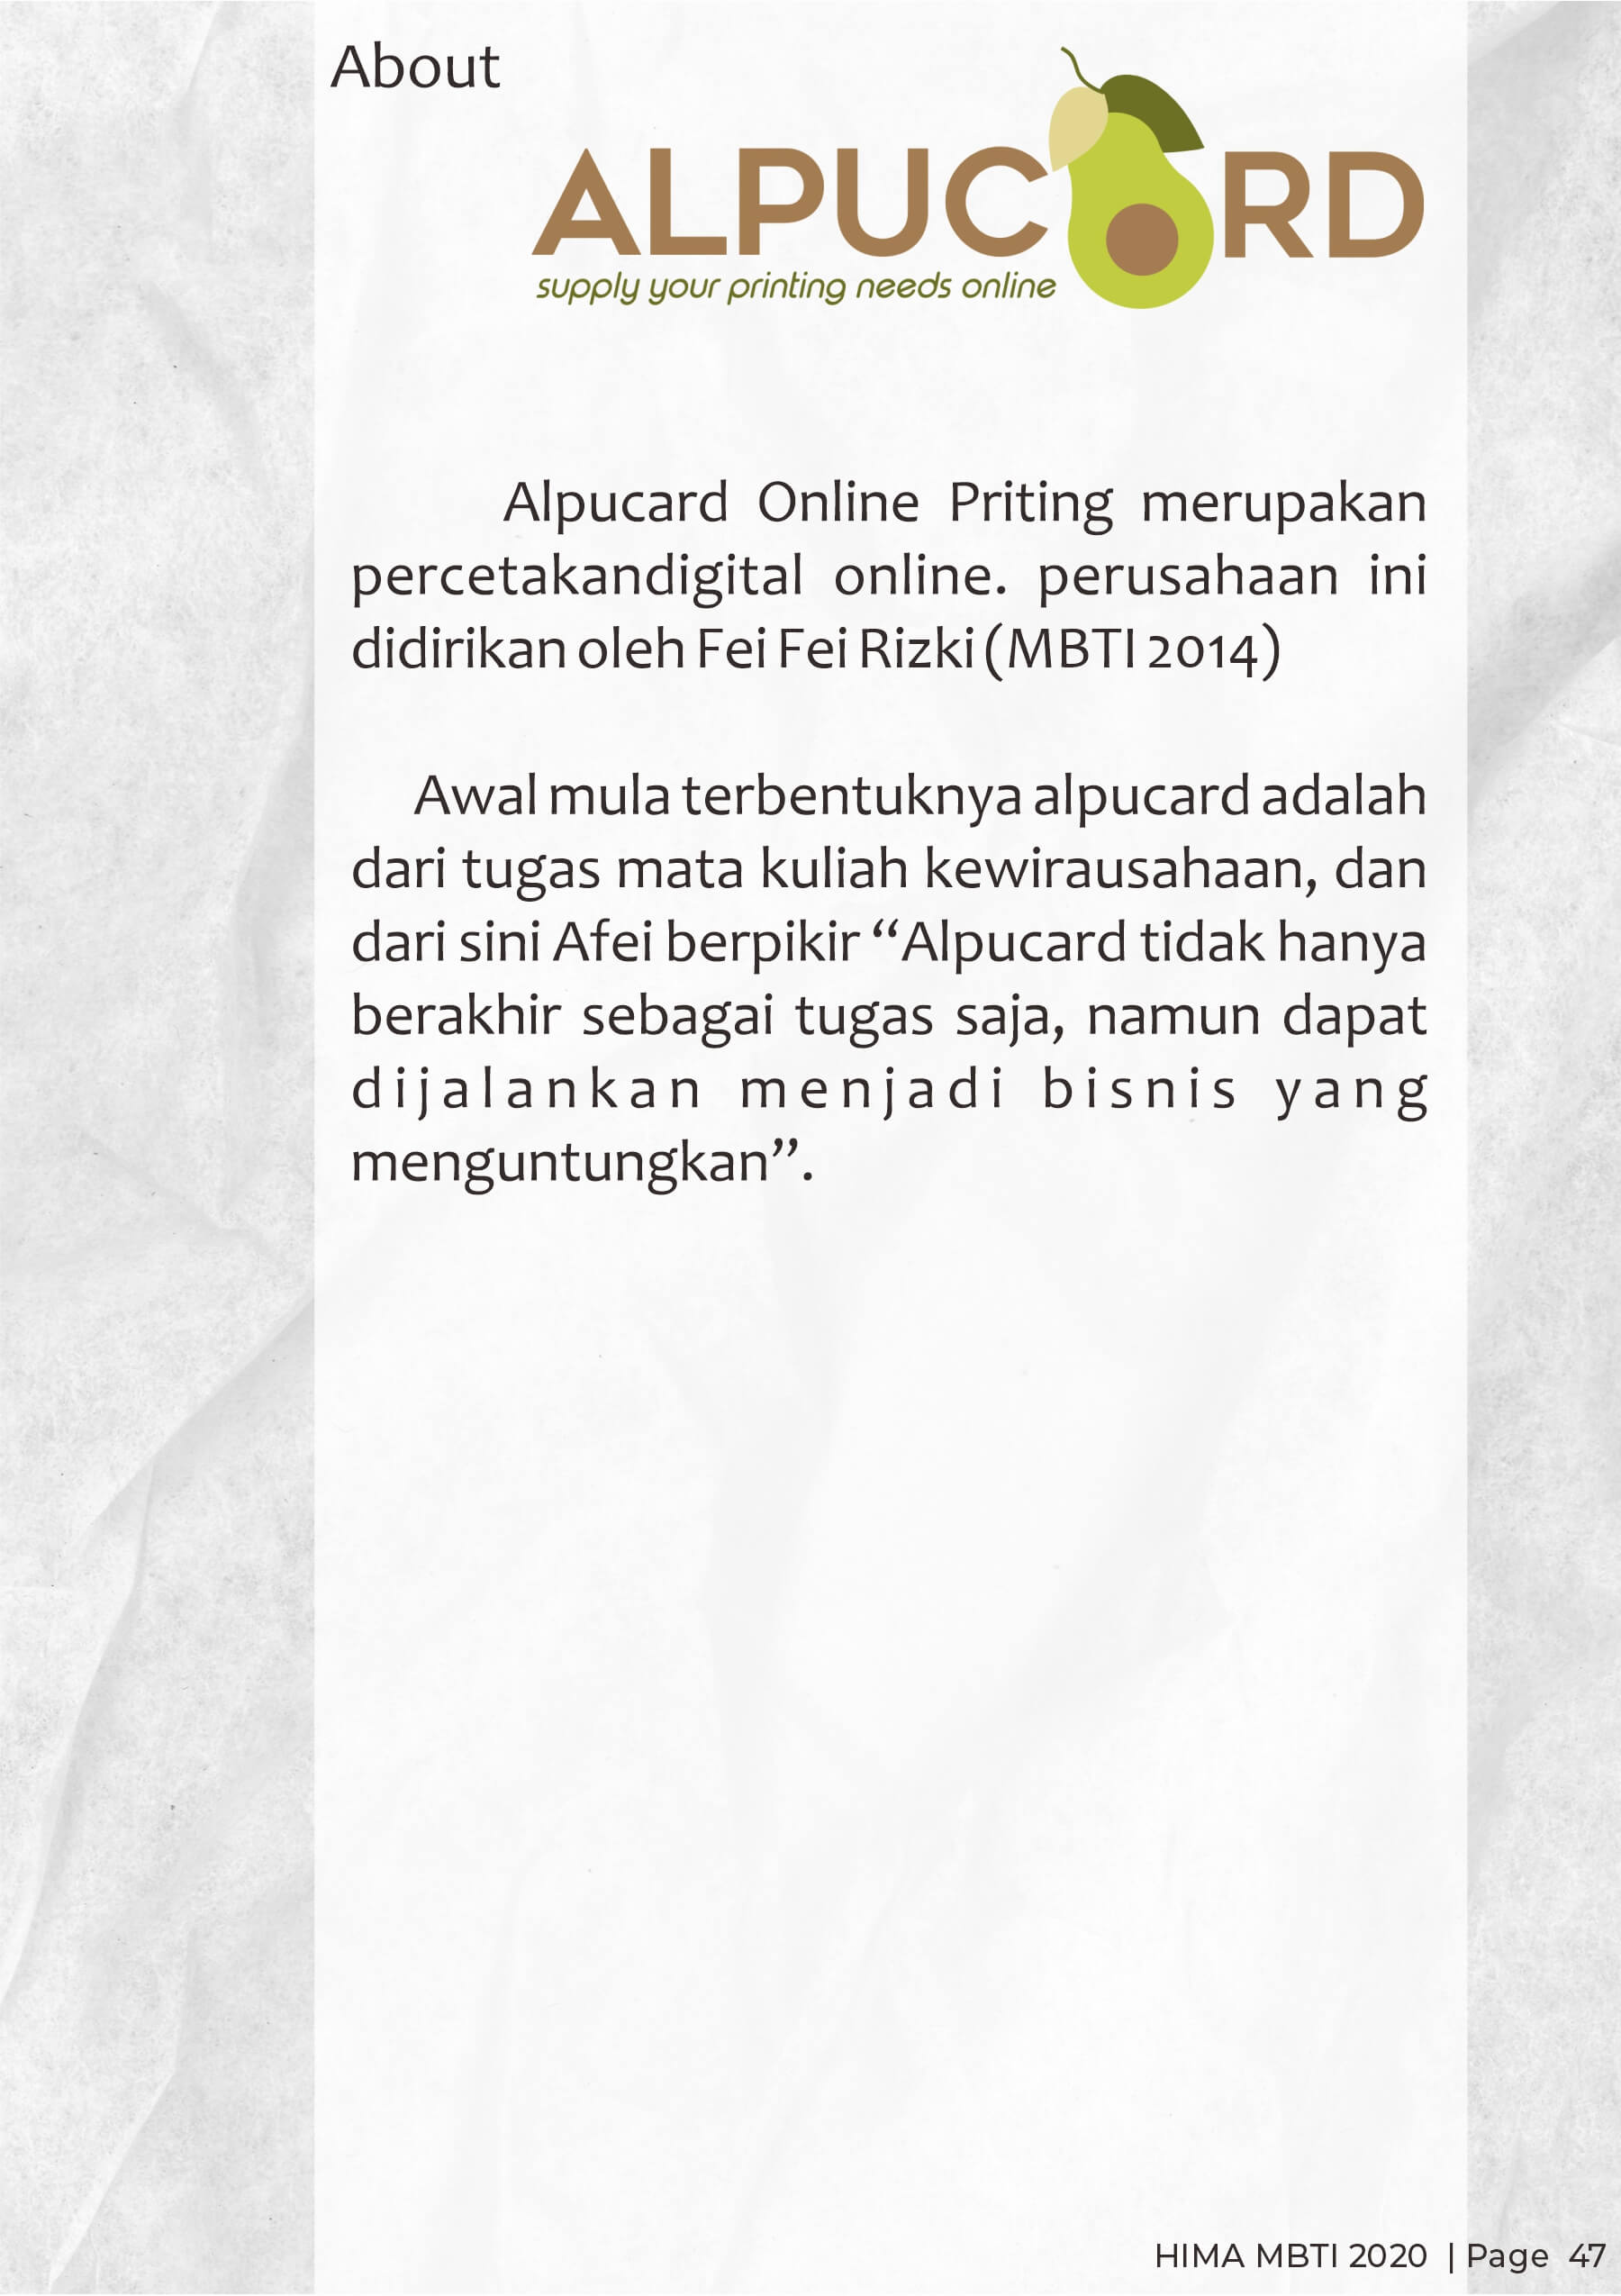 About
ALPUCARD
supply your printing needs online
Alpucard Online Priting merupakan
percetakandigital online. perusahaan ini
didirikan oleh Fei Fei Rizki (MBTI 2014)
Awal mula terbentuknya alpucard adalah
dari tugas mata kuliah kewirausahaan, dan
dari sini Afei berpikir “Alpucard tidak hanya
berakhir sebagai tugas saja, namun dapat
dijalankan menjadi bisnis yang
menguntungkan”.
HIMA MBTI 2020 | Page 47